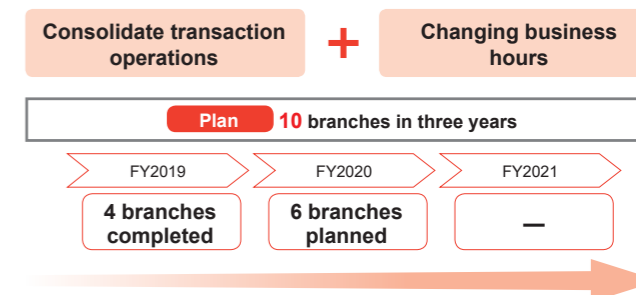 Consolidate transaction
operations
+
Changing business
hours
Plan 10 branches in three years
FY2019
FY2020
FY2021
4 branches
completed
6 branches
planned
—